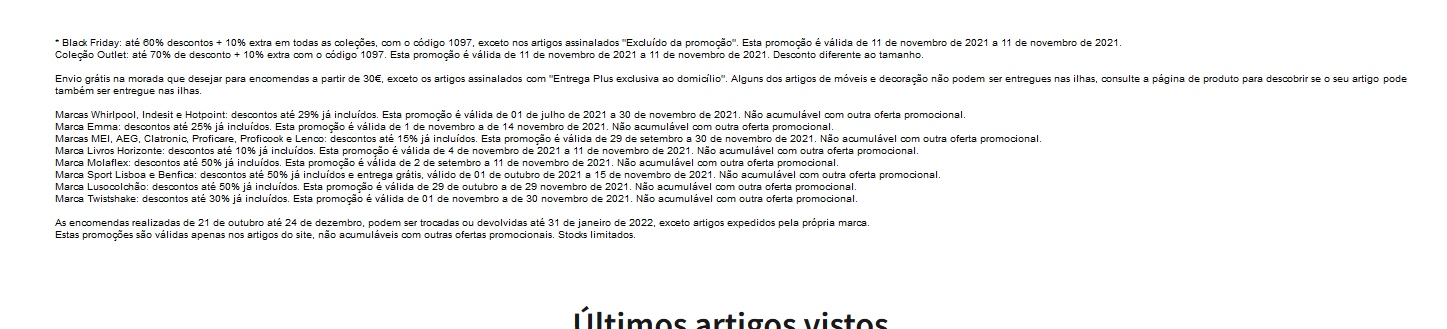 * Black Friday: até 60% descontos + 10% extra em todas as coleções, com o código 1097, exceto nos artigos assinalados "Excluído da promoção". Esta promoção é válida de 11 de novembro de 2021 a 11 de novembro de 2021.
Coleção Outlet: até 70% de desconto + 10% extra com o código 1097. Esta promoção é válida de 11 de novembro de 2021 a 11 de novembro de 2021. Desconto diferente ao tamanho.
Envio grátis na morada que desejar para encomendas a partir de 30€, exceto os artigos assinalados com "Entrega Plus exclusiva ao domicílio". Alguns dos artigos de móveis e decoração não podem ser entregues nas ilhas, consulte a página de produto para descobrir se o seu artigo pode
também ser entregue nas ilhas.
Marcas Whirlpool, Indesit e Hotpoint: descontos até 29% já incluídos. Esta promoção é válida de 01 de julho de 2021 a 30 de novembro de 2021. Não acumulável com outra oferta promocional.
Marca Emma: descontos até 25% já incluídos. Esta promoção é válida de 1 de novembro a de 14 novembro de 2021. Não acumulável com outra oferta promocional.
Marcas MEI, AEG, Clatronic, Proficare, Proficook e Lenco: descontos até 15% já incluídos. Esta promoção é válida de 29 de setembro a 30 de novembro de 2021. Não acumulável com outra oferta promocional.
Marca Livros Horizonte: descontos até 10% já incluídos. Esta promoção é válida de 4 de novembro de 2021 a 11 de novembro de 2021. Não acumulável com outra oferta promocional.
Marca Molaflex: descontos até 50% já incluídos. Esta promoção é válida de 2 de setembro a 11 de novembro de 2021. Não acumulável com outra oferta promocional.
Marca Sport Lisboa e Benfica: descontos até 50% já incluídos e entrega grátis, válido de 01 de outubro de 2021 a 15 de novembro de 2021. Não acumulável com outra oferta promocional.
Marca Lusocolchão: descontos até 50% já incluídos. Esta promoção é válida de 29 de outubro a de 29 novembro de 2021. Não acumulável com outra oferta promocional.
Marca Twistshake: descontos até 30% já incluídos. Esta promoção é válida de 01 de novembro a de 30 novembro de 2021. Não acumulável com outra oferta promocional.
As encomendas realizadas de 21 de outubro até 24 de dezembro, podem ser trocadas ou devolvidas até 31 de janeiro de 2022, exceto artigos expedidos pela própria marca.
Estas promoções são válidas apenas nos artigos do site, não acumuláveis com outras ofertas promocionais. Stocks limitados.
Últimos artigos vistos